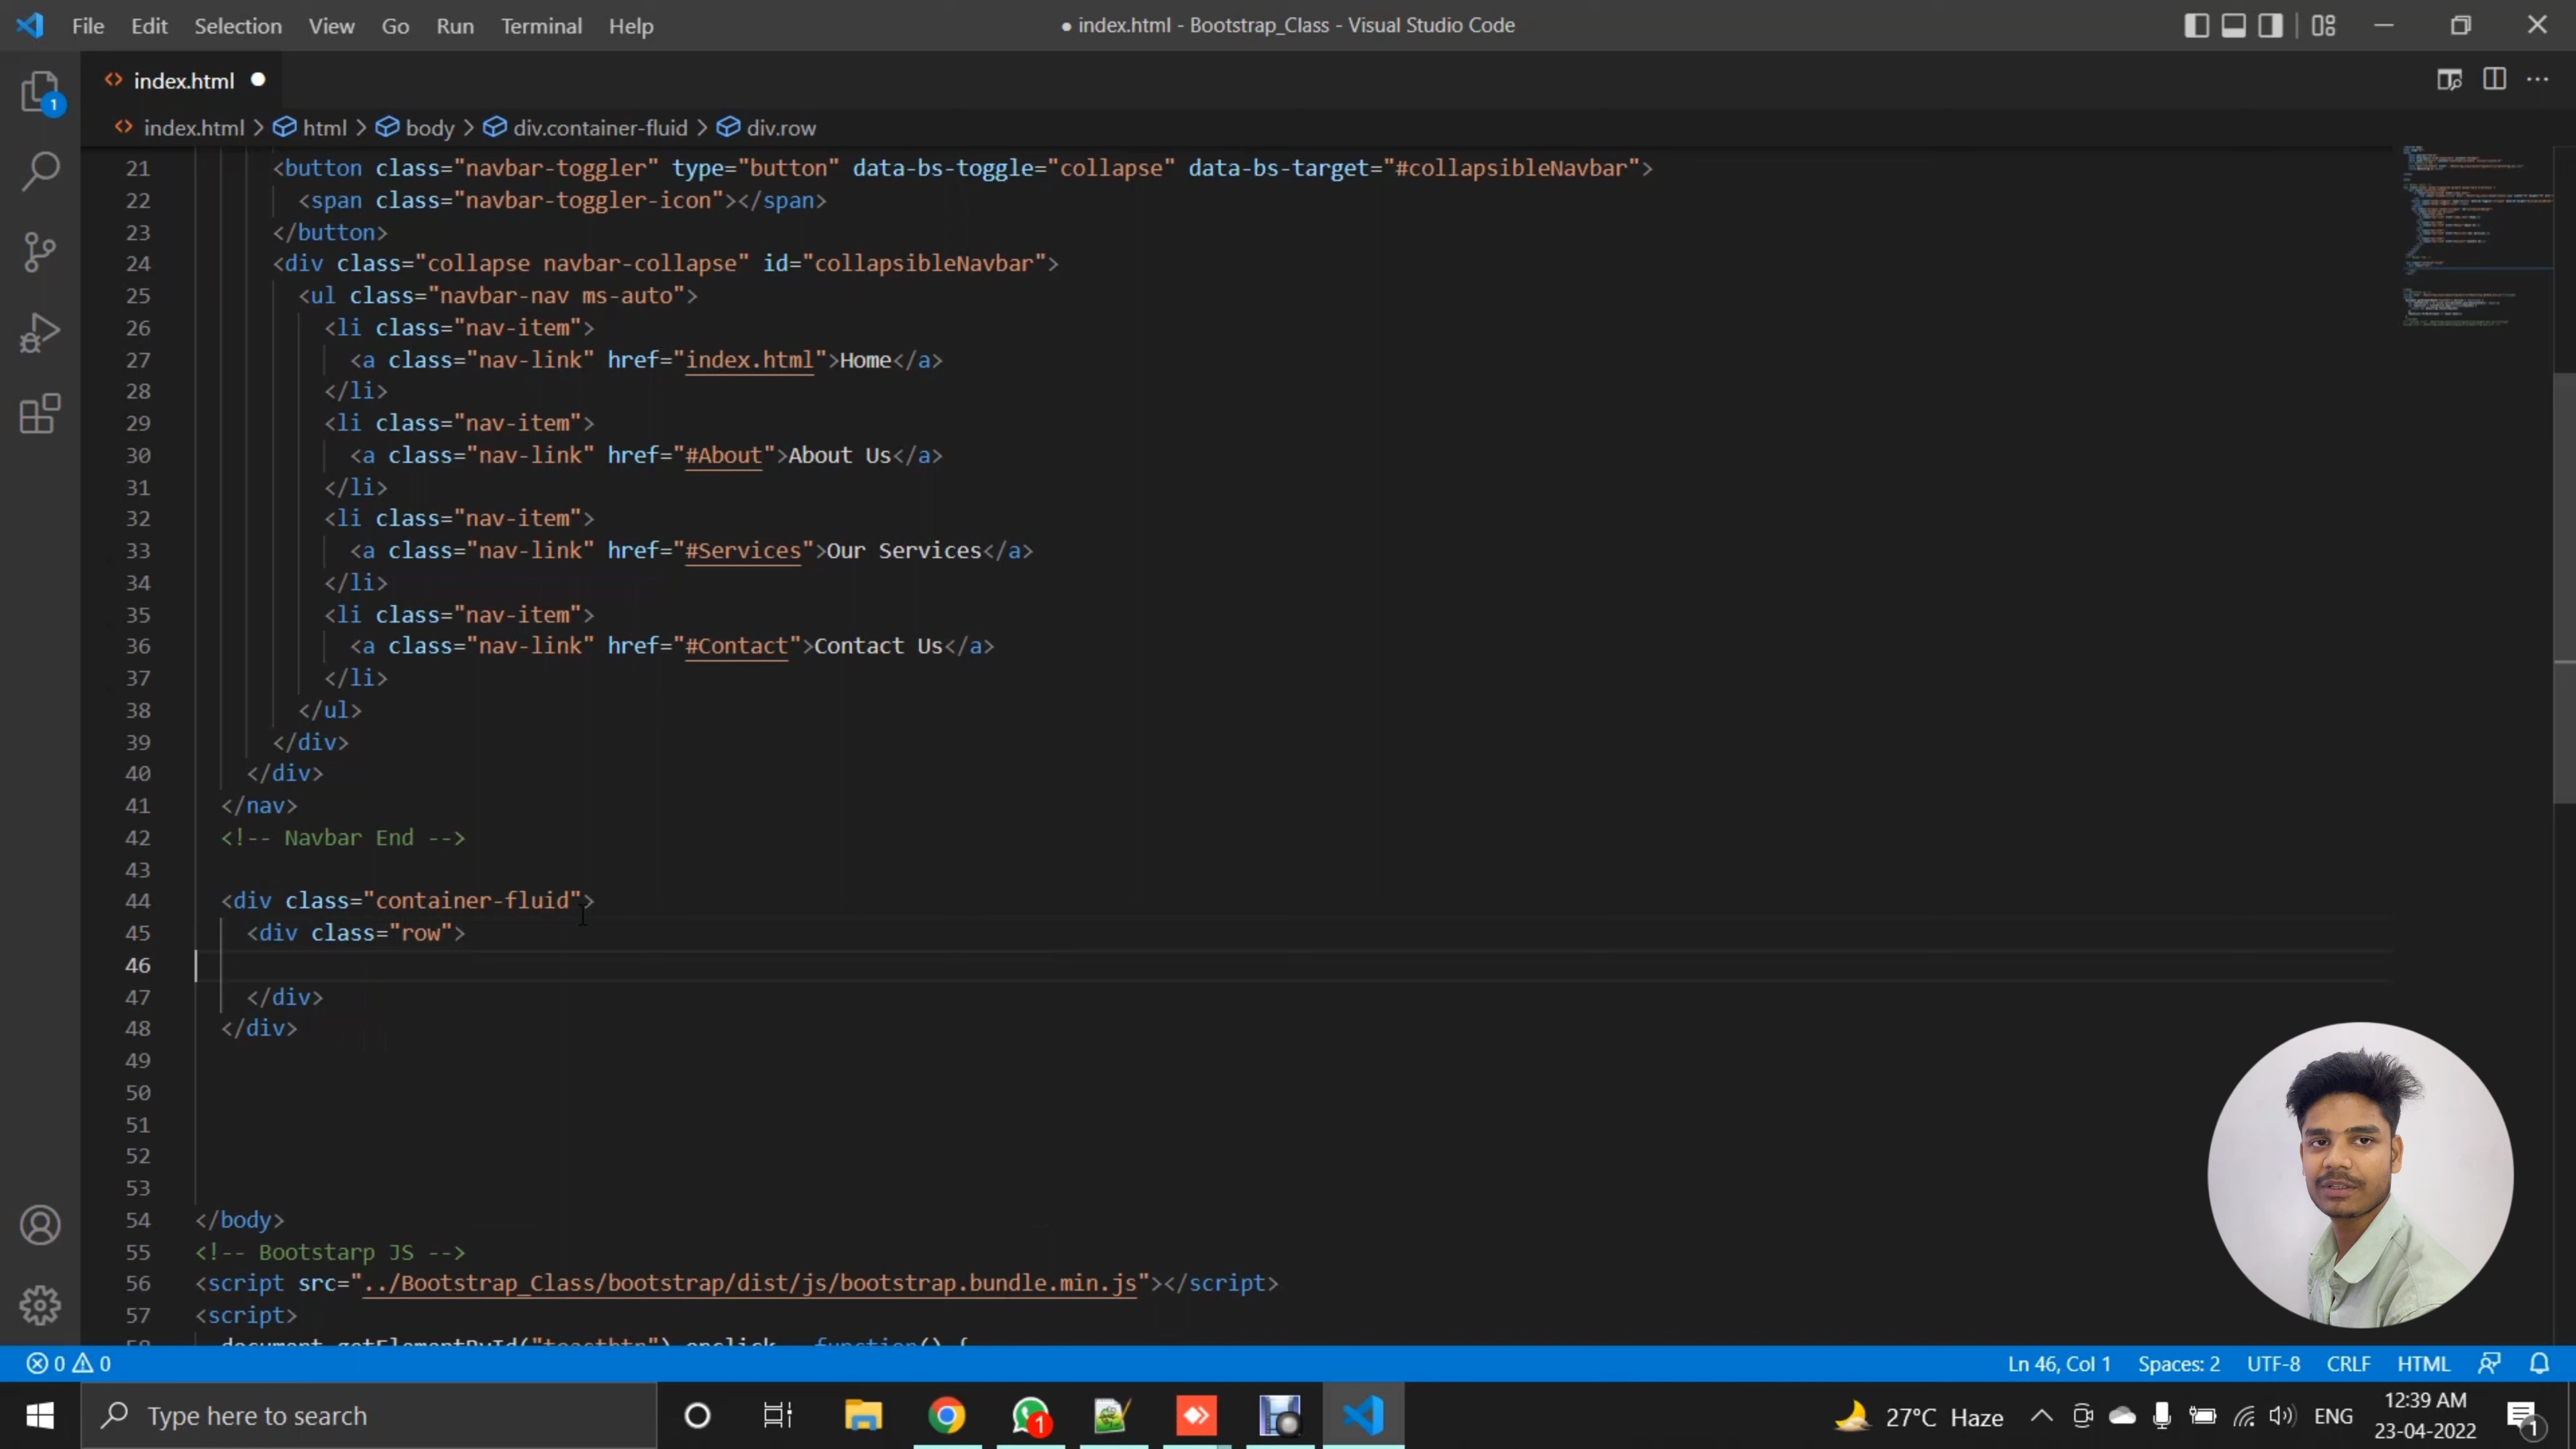 File Edit Selection View Go Run Terminal Help ● index.html - Bootstrap_Class - Visual Studio Code
index.html
1
index.html > html > body > div.container-fluid > div.row
21 <button class="navbar-toggler" type="button" data-bs-toggle="collapse" data-bs-target="#collapsibleNavbar">
22 <span class="navbar-toggler-icon"></span>
23 </button>
24 <div class="collapse navbar-collapse" id="collapsibleNavbar">
25 <ul class="navbar-nav ms-auto">
26 <li class="nav-item">
27 <a class="nav-link" href="index.html">Home</a>
28 </li>
29 <li class="nav-item">
30 <a class="nav-link" href="#About">About Us</a>
31 </li>
32 <li class="nav-item">
33 <a class="nav-link" href="#Services">Our Services</a>
34 </li>
35 <li class="nav-item">
36 <a class="nav-link" href="#Contact">Contact Us</a>
37 </li>
38 </ul>
39 </div>
40 </div>
41 </nav>
42 <!-- Navbar End -->
43
44 <div class="container-fluid">
45 <div class="row">
46
47 </div>
48 </div>
49
50
51
52
53
54 </body>
55 <!-- Bootstarp JS -->
56 <script src="../Bootstrap_Class/bootstrap/dist/js/bootstrap.bundle.min.js"></script>
57 <script>
58 document.getElementById("toastbtn").onclick = function() {
0 0 Ln 46, Col 1 Spaces: 2 UTF-8 CRLF HTML
Type here to search 1 27°C Haze ENG 12:39 AM
23-04-2022 1